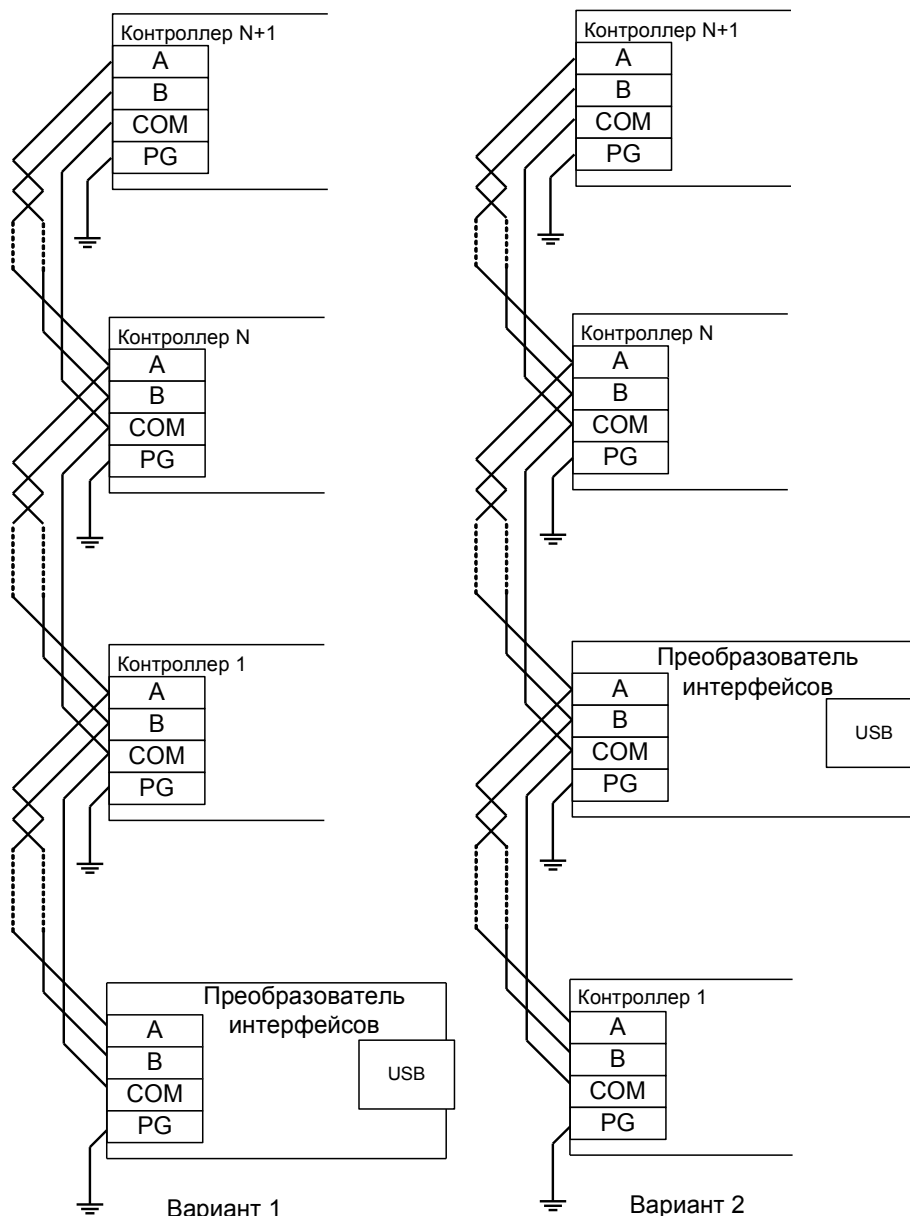 Контроллер N+1
A
B
COM
PG
Контроллер N
A
B
COM
PG
Контроллер 1
A
B
COM
PG
Преобразователь
интерфейсов
A
B
COM
PG
USB
Вариант 1
Контроллер N+1
A
B
COM
PG
Контроллер N
A
B
COM
PG
Преобразователь
интерфейсов
A
B
COM
PG
USB
Контроллер 1
A
B
COM
PG
Вариант 2